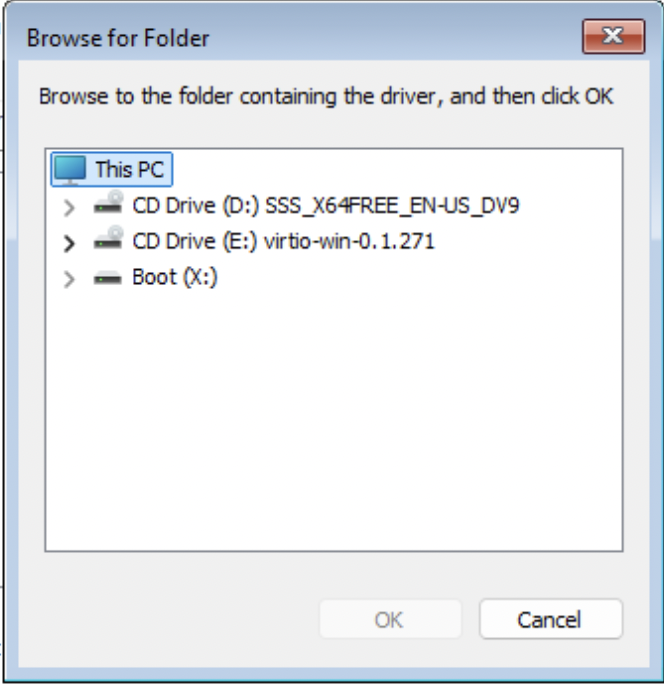 Browse for Folder
Browse to the folder containing the driver, and then click OK
This PC
CD Drive (D:) SSS_X64FREE_EN-US_DV9
CD Drive (E:) virtio-win-0.1.271
Boot (X:)
OK
Cancel